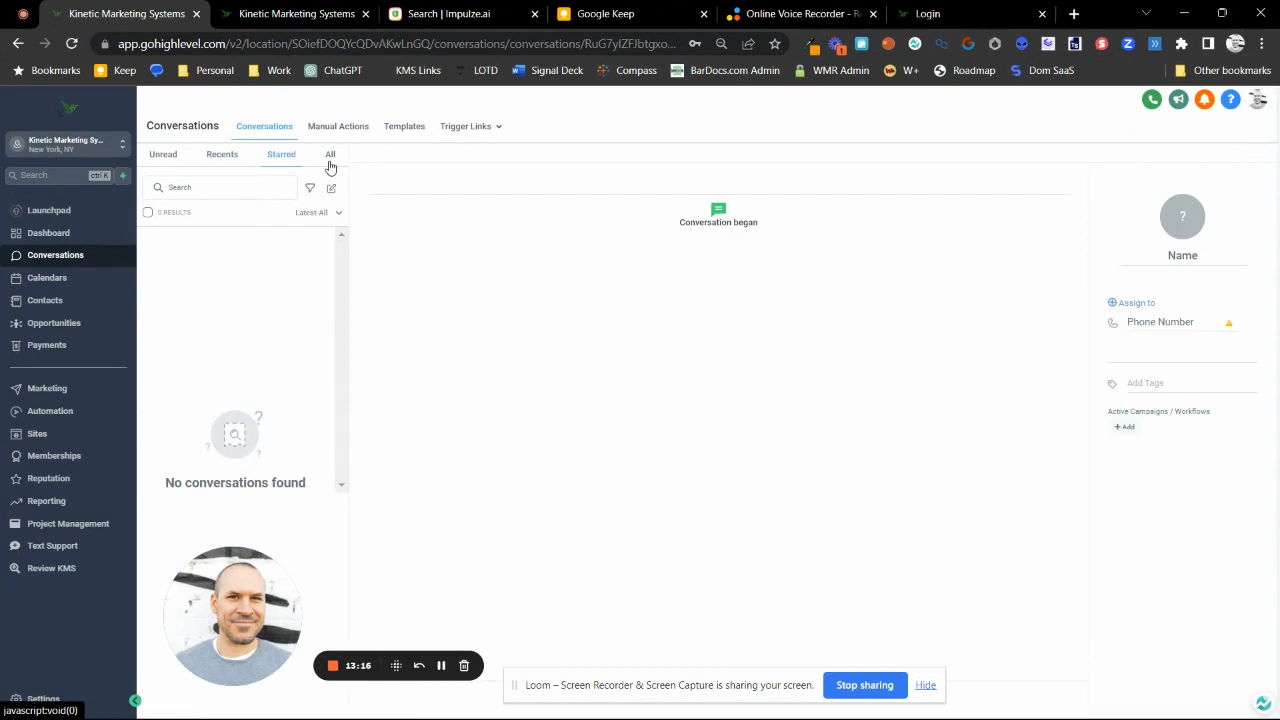 Kinetic Marketing Systems
Kinetic Marketing Systems
Search | Impulze.ai
Google Keep
Online Voice Recorder - Re
Login
app.gohighlevel.com/v2/location/SOiefDOQYcQDvAKwLnGQ/conversations/conversations/RuG7yIZFJbtgxo...
Bookmarks
Keep
Personal
Work
ChatGPT
KMS Links
LOTD
Signal Deck
Compass
BarDocs.com Admin
WMR Admin
W+
Roadmap
Dom SaaS
Other bookmarks
Kinetic Marketing Sy...
New York, NY
Search
ctrl K
Launchpad
Dashboard
Conversations
Calendars
Contacts
Opportunities
Payments
Marketing
Automation
Sites
Memberships
Reputation
Reporting
Project Management
Text Support
Review KMS
Settings
javascript:void(0)
Conversations
Conversations
Manual Actions
Templates
Trigger Links
Unread
Recents
Starred
All
Search
0 RESULTS
Latest-All
No conversations found
Conversation began
?
Name
Assign to
Phone Number
Add Tags
Active Campaigns / Workflows
+ Add
13:16
Loom – Screen Recorder & Screen Capture is sharing your screen.
Stop sharing
Hide